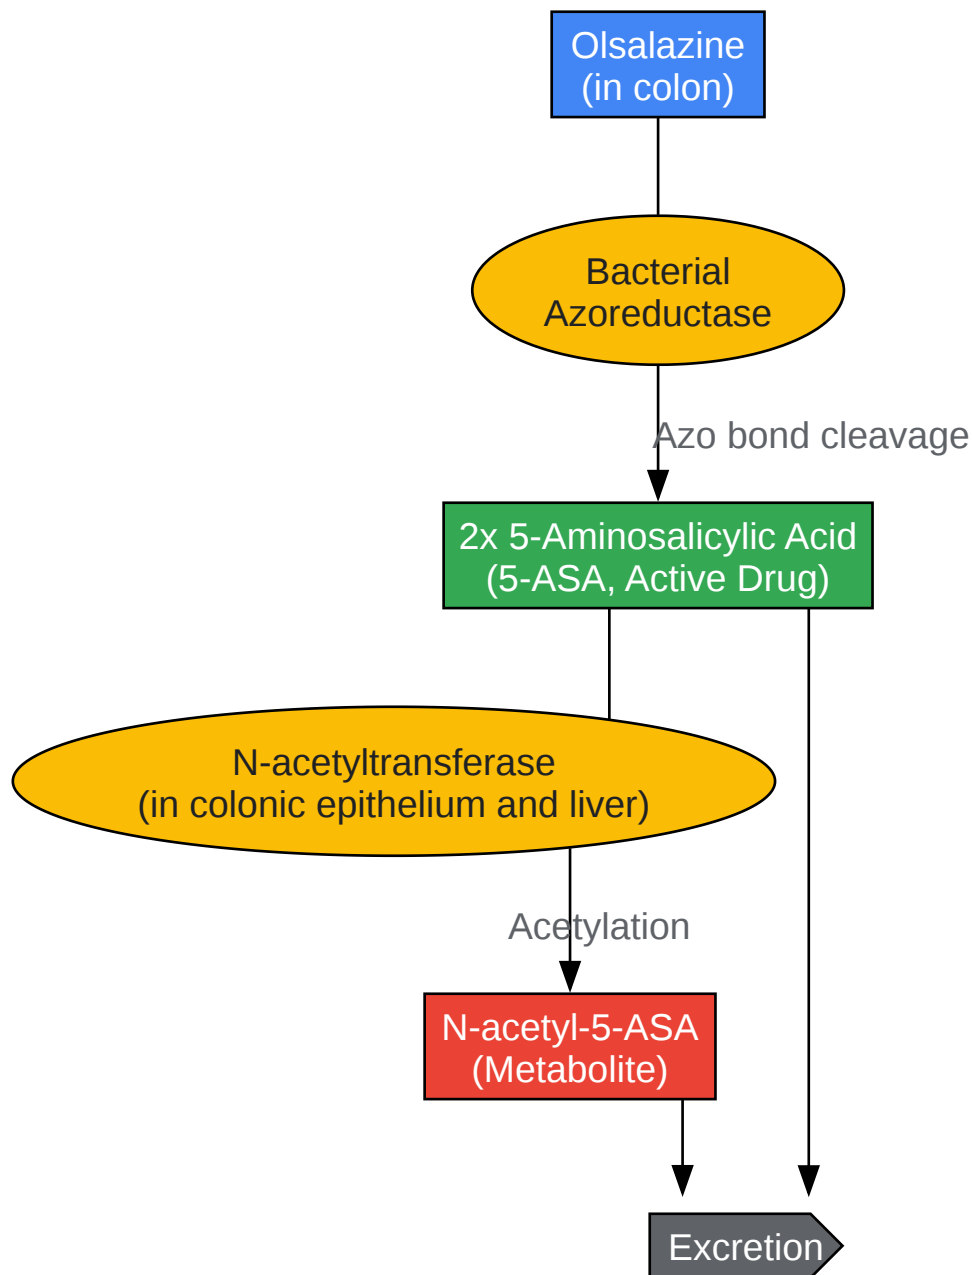 Olsalazine
(in colon)
Bacterial
Azoreductase
Azo bond cleavage
2x 5-Aminosalicylic Acid
(5-ASA, Active Drug)
N-acetyltransferase
(in colonic epithelium and liver)
Acetylation
N-acetyl-5-ASA
(Metabolite)
Excretion